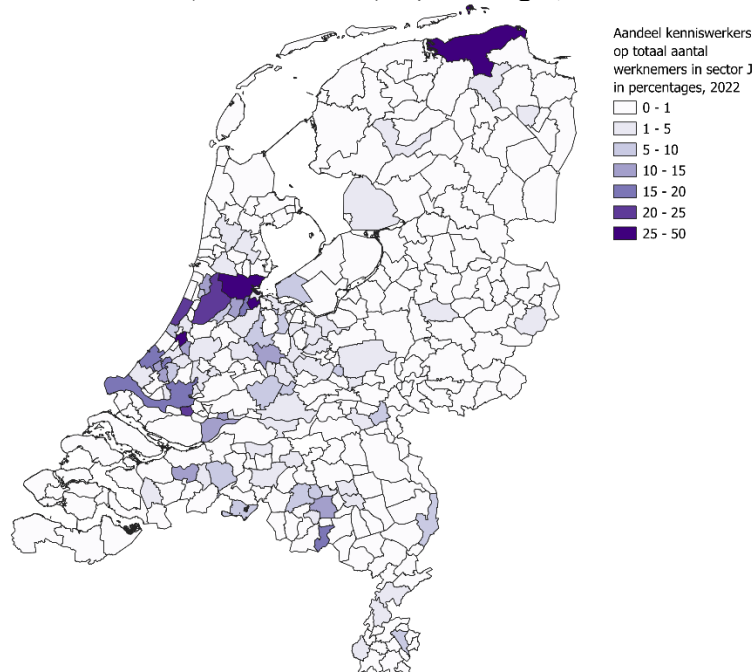 Aandeel kenniswerkers
op totaal aantal
werknemers in sector J
in percentages, 2022
0 - 1
1 - 5
5 - 10
10 - 15
15 - 20
20 - 25
25 - 50